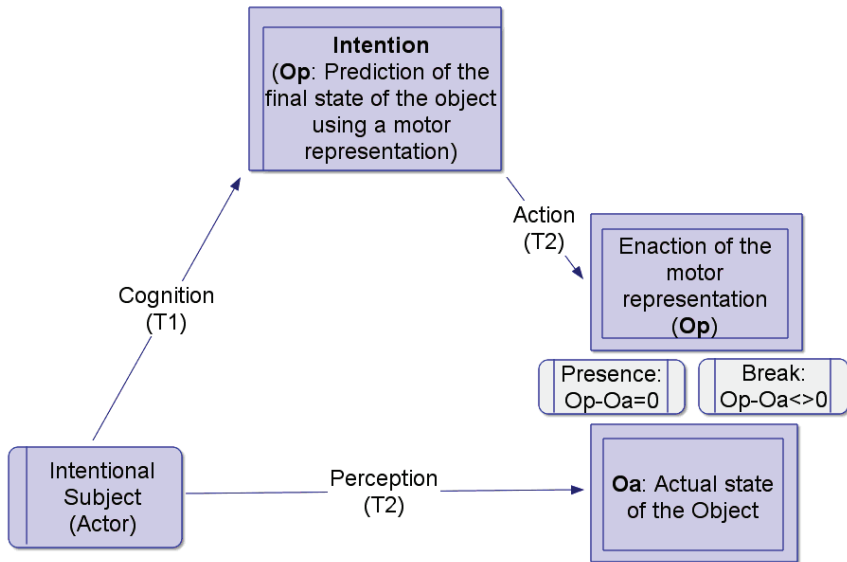 Intention
(Op: Prediction of the
final state of the object
using a motor
representation)
Action
(T2)
Enaction of the
motor
representation
(Op)
Cognition
(T1)
Presence:
Op-Oa=0
Break:
Op-Oa<>0
Intentional
Subject
(Actor)
Perception
(T2)
Oa: Actual state
of the Object